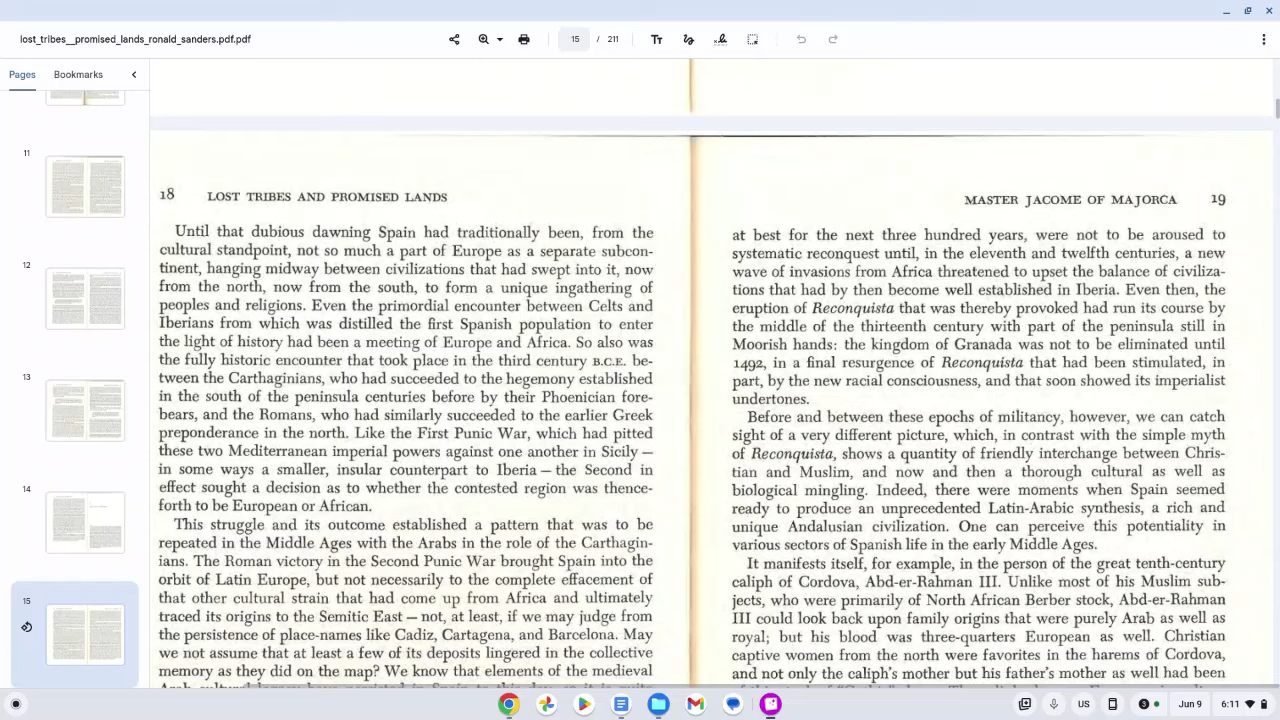 lost_tribes__promised_lands_ronald_sanders.pdf.pdf
15 / 211
Pages
Bookmarks
11
12
13
14
15
18 LOST TRIBES AND PROMISED LANDS
Until that dubious dawning Spain had traditionally been, from the
cultural standpoint, not so much a part of Europe as a separate subcon-
tinent, hanging midway between civilizations that had swept into it, now
from the north, now from the south, to form a unique ingathering of
peoples and religions. Even the primordial encounter between Celts and
Iberians from which was distilled the first Spanish population to enter
the light of history had been a meeting of Europe and Africa. So also was
the fully historic encounter that took place in the third century B.C.E. be-
tween the Carthaginians, who had succeeded to the hegemony established
in the south of the peninsula centuries before by their Phoenician fore-
bears, and the Romans, who had similarly succeeded to the earlier Greek
preponderance in the north. Like the First Punic War, which had pitted
these two Mediterranean imperial powers against one another in Sicily —
in some ways a smaller, insular counterpart to Iberia — the Second in
effect sought a decision as to whether the contested region was thence-
forth to be European or African.
This struggle and its outcome established a pattern that was to be
repeated in the Middle Ages with the Arabs in the role of the Carthagin-
ians. The Roman victory in the Second Punic War brought Spain into the
orbit of Latin Europe, but not necessarily to the complete effacement of
that other cultural strain that had come up from Africa and ultimately
traced its origins to the Semitic East — not, at least, if we may judge from
the persistence of place-names like Cadiz, Cartagena, and Barcelona. May
we not assume that at least a few of its deposits lingered in the collective
memory as they did on the map? We know that elements of the medieval
MASTER JACOME OF MAJORCA 19
at best for the next three hundred years, were not to be aroused to
systematic reconquest until, in the eleventh and twelfth centuries, a new
wave of invasions from Africa threatened to upset the balance of civiliza-
tions that had by then become well established in Iberia. Even then, the
eruption of Reconquista that was thereby provoked had run its course by
the middle of the thirteenth century with part of the peninsula still in
Moorish hands: the kingdom of Granada was not to be eliminated until
1492, in a final resurgence of Reconquista that had been stimulated, in
part, by the new racial consciousness, and that soon showed its imperialist
undertones.
Before and between these epochs of militancy, however, we can catch
sight of a very different picture, which, in contrast with the simple myth
of Reconquista, shows a quantity of friendly interchange between Chris-
tian and Muslim, and now and then a thorough cultural as well as
biological mingling. Indeed, there were moments when Spain seemed
ready to produce an unprecedented Latin-Arabic synthesis, a rich and
unique Andalusian civilization. One can perceive this potentiality in
various sectors of Spanish life in the early Middle Ages.
It manifests itself, for example, in the person of the great tenth-century
caliph of Cordova, Abd-er-Rahman III. Unlike most of his Muslim sub-
jects, who were primarily of North African Berber stock, Abd-er-Rahman
III could look back upon family origins that were purely Arab as well as
royal; but his blood was three-quarters European as well. Christian
captive women from the north were favorites in the harems of Cordova,
and not only the caliph's mother but his father's mother as well had been
US
3
Jun 9
6:11